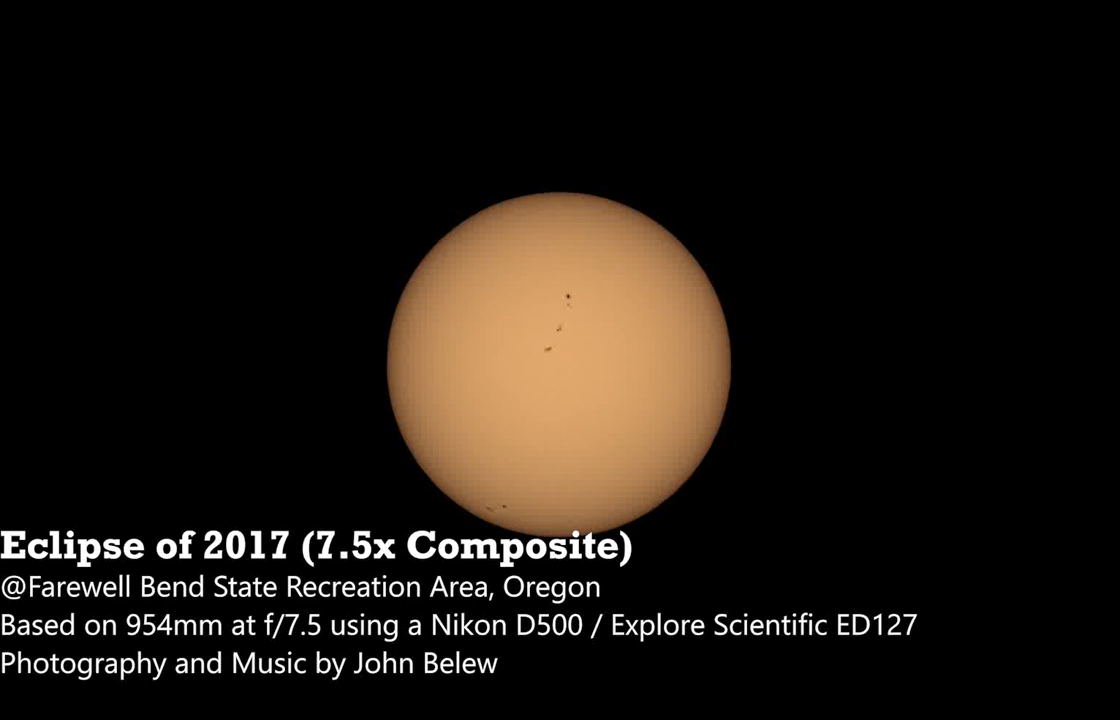 Eclipse of 2017 (7.5x Composite)
@Farewell Bend State Recreation Area, Oregon
Based on 954mm at f/7.5 using a Nikon D500 / Explore Scientific ED127
Photography and Music by John Belew